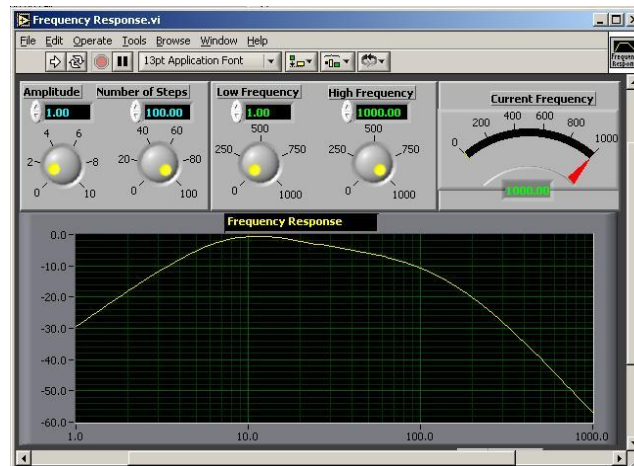 Frequency Response.vi
File Edit Operate Tools Browse Window Help
13pt Application Font
Amplitude
1.00
0 2 4 6 8 10
Number of Steps
100.00
0 20 40 60 80 100
Low Frequency
1.00
0 250 500 750 1000
High Frequency
1000.00
0 250 500 750 1000
Current Frequency
0 200 400 600 800 1000
1000.00
Frequency Response
0.0
-10.0
-20.0
-30.0
-40.0
-50.0
-60.0
1.0 10.0 100.0 1000.0